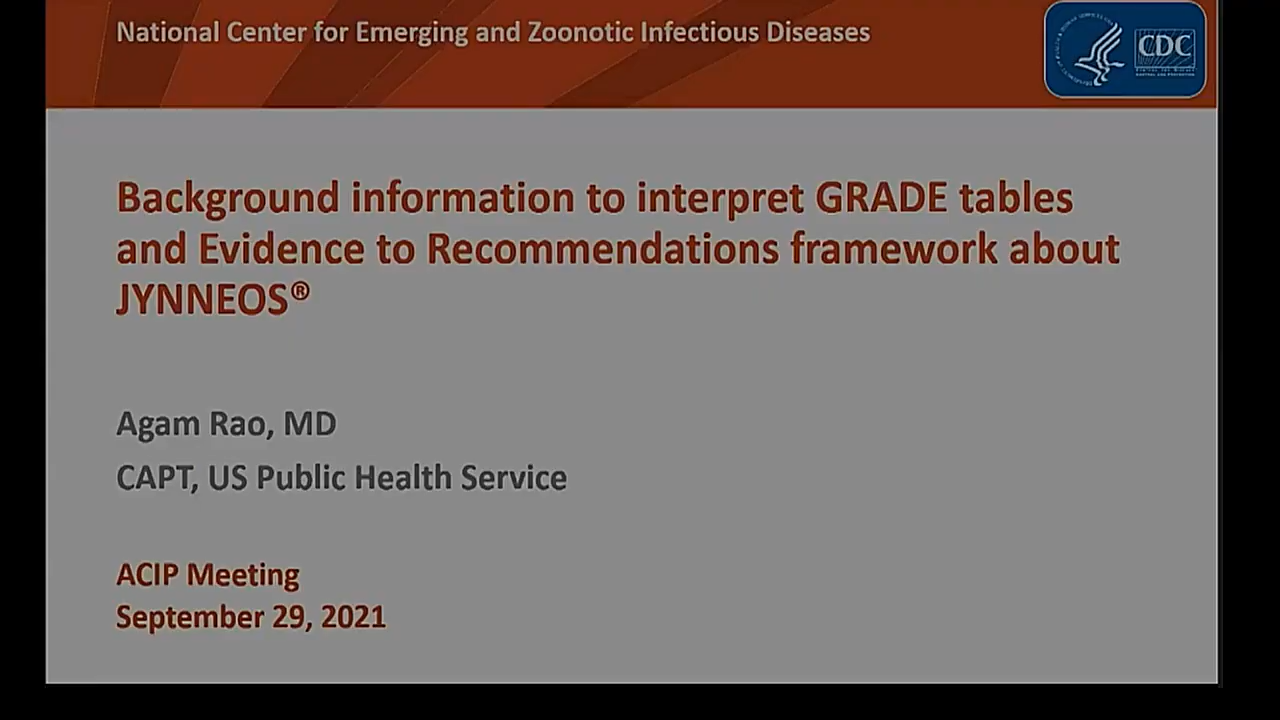 National Center for Emerging and Zoonotic Infectious Diseases
CDC
Background information to interpret GRADE tables
and Evidence to Recommendations framework about
JYNNEOS®
Agam Rao, MD
CAPT, US Public Health Service
ACIP Meeting
September 29, 2021